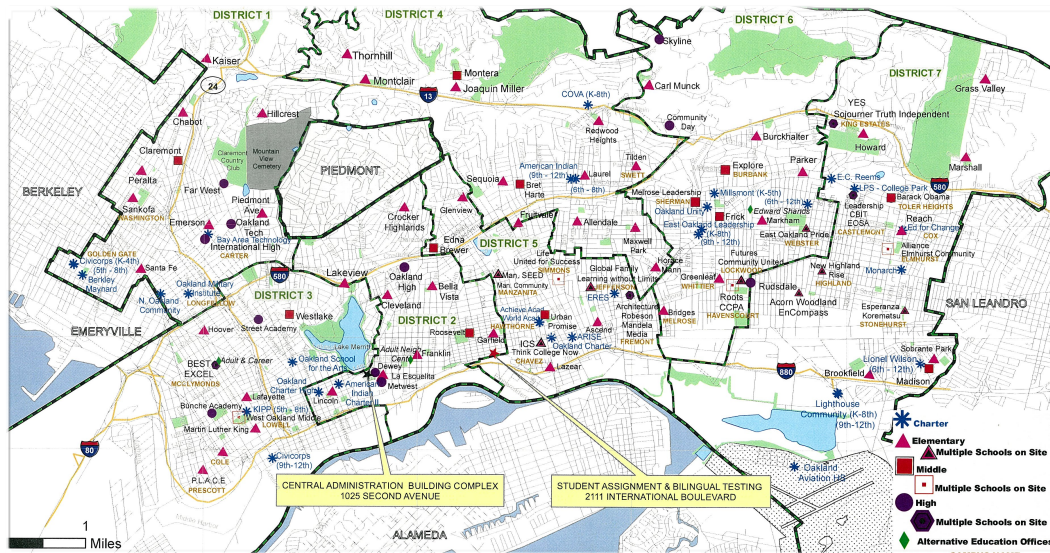 DISTRICT 1
DISTRICT 4
DISTRICT 6
Skyline
Kaiser
Thornhill
Montera
DISTRICT 7
24
Montclair
Joaquin Miller
13
Carl Munck
Grass Valley
COVA (K-8th)
Chabot
Hillcrest
Redwood
Heights
Community
Day
YES
Sojourner Truth Independent
KING ESTATES
Burckhalter
Howard
Claremont
Claremont
Country
Club
Mountain
View
Cemetery
PIEDMONT
Tilden
SWETT
Explore
BURBANK
Parker
Marshall
BERKELEY
Peralta
Far West
Sequoia
Bret
Harte
American Indian
(9th - 12th)
(6th - 8th)
Laurel
Melrose Leadership
SHERMAN
Millsmont (K-5th)
(6th - 12th)
E.C. Reems
LPS - College Park
580
Barack Obama
TOLER HEIGHTS
Sankofa
WASHINGTON
Piedmont
Ave.
Emerson
Oakland
Tech
Bay Area Technology
International High
CARTER
Crocker
Highlands
Glenview
Fruitvale
Allendale
Oakland Unity
Erick
Edward Shands
Markham
East Oakland Leadership
(K-8th)
(9th - 12th)
East Oakland Pride
WEBSTER
Leadership
CBIT
EOSA
CASTLEMONT
Reach
Ed for Change
COX
Edna
Brewer
DISTRICT 5
Maxwell
Park
GOLDEN GATE
Civicorps (K-4th)
(5th - 8th)
Berkley
Maynard
Santa Fe
580
Lakeview
Oakland
High
Life
United for Success
SIMMONS
Man. SEED
Man. Community
MANZANITA
Global Family
Learning without Limits
JEFFERSON
ERES
Horace
Mann
Futures
Community United
LOCKWOOD
Greenleaf
WHITTIER
Roots
CCPA
HAVENSCOURT
Rudsdale
New Highland
Rise
HIGHLAND
Alliance
Elmhurst Community
ELMHURST
Monarch
N. Oakland
Community
Oakland Military
Institute
LONGFELLOW
DISTRICT 3
Cleveland
Bella
Vista
Acorn Woodland
EnCompass
SAN LEANDRO
EMERYVILLE
Hoover
Street Academy
Westlake
Lake Merritt
DISTRICT 2
Roosevelt
Garfield
Achieve Acad.
World Acad.
HAWTHORNE
Urban
Promise
Architecture
Robeson
Mandela
Media
FREMONT
Ascend
Bridges
MELROSE
Esperanza
Korematsu
STONEHURST
BEST
EXCEL
MCCLYMONDS
Adult & Career
Oakland School
for the Arts
Adult Neigh
Cent
Dewey
Franklin
La Escuelita
Metwest
ICS
Think College Now
CHAVEZ
ARISE
Oakland Charter
Lazear
880
Sobrante Park
Lionel Wilson
(6th - 12th)
Madison
Brookfield
Lafayette
Oakland
Charter High
Lincoln
American
Indian
Charter II
Bunche Academy
KIPP (5th - 8th)
West Oakland Middle
LOWELL
Martin Luther King
Lighthouse
Community (K-8th)
(9th-12th)
80
COLE
P.L.A.C.E
PRESCOTT
Civicorps
(9th-12th)
Oakland
Aviation HS
CENTRAL ADMINISTRATION BUILDING COMPLEX
1025 SECOND AVENUE
STUDENT ASSIGNMENT & BILINGUAL TESTING
2111 INTERNATIONAL BOULEVARD
ALAMEDA
1
Miles
Charter
Elementary
Multiple Schools on Site
Middle
Multiple Schools on Site
High
Multiple Schools on Site
Alternative Education Offices